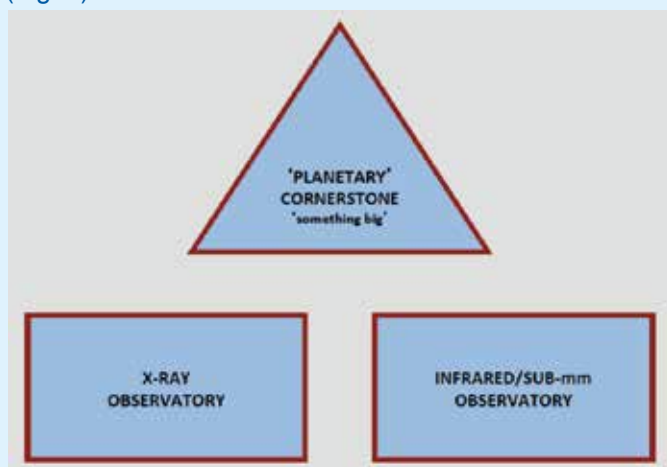 'PLANETARY'
CORNERSTONE
'something big'
X-RAY
OBSERVATORY
INFRARED/SUB-mm
OBSERVATORY